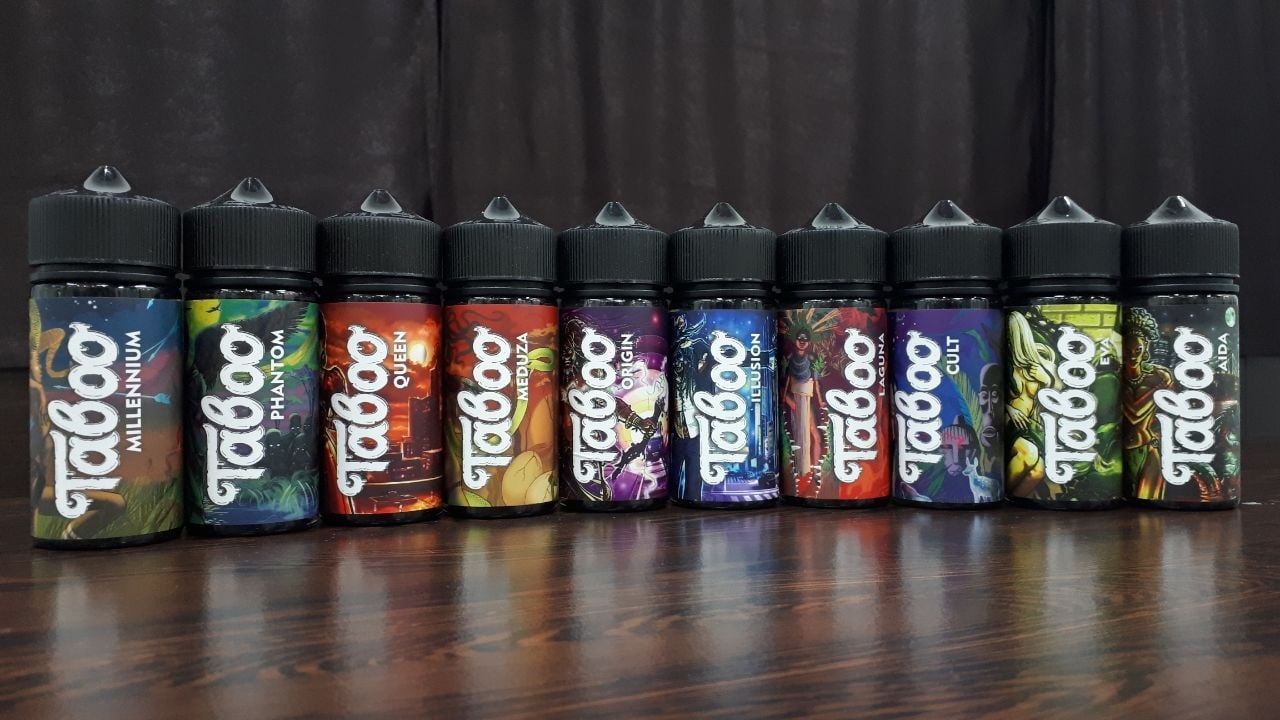 Taboo
MILLENNIUM
Taboo
PHANTOM
Taboo
QUEEN
Taboo
MEDUZA
Taboo
ORIGIN
Taboo
ILLUSION
Taboo
LAGUNA
Taboo
CULT
Taboo
EVA
Taboo
AIDA